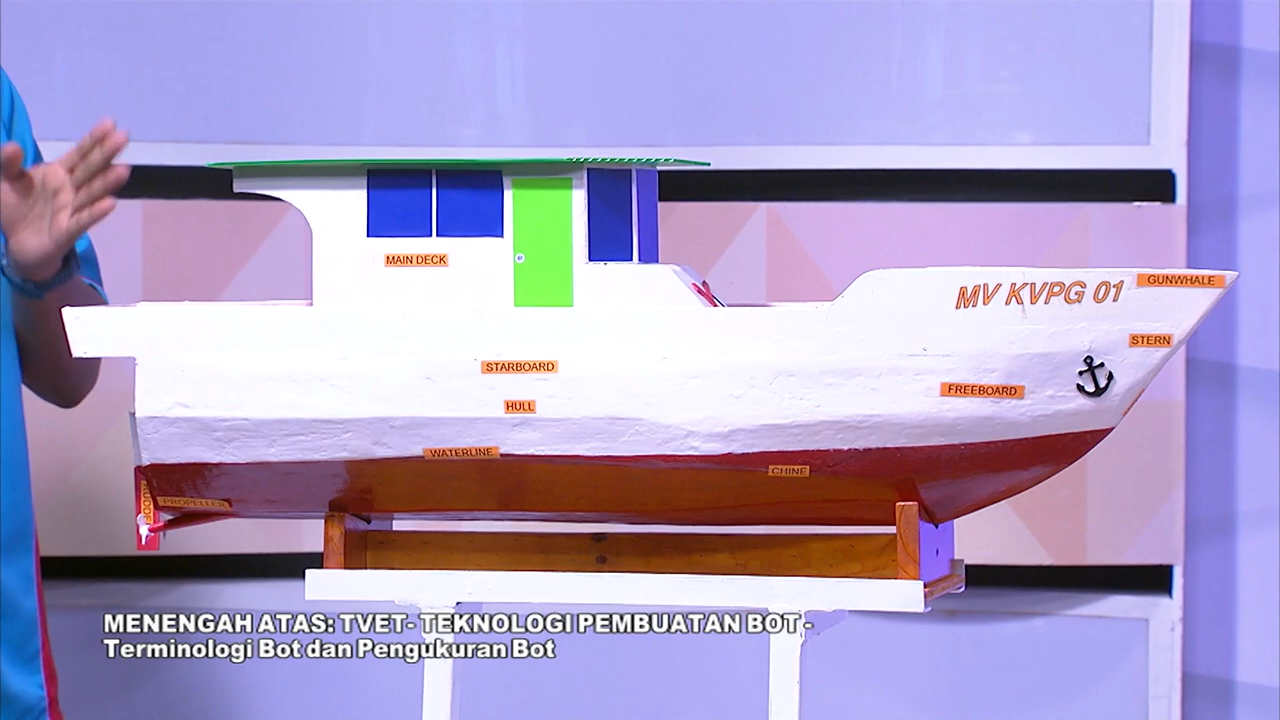 MAIN DECK
MV KVPG 01
GUNWHALE
STERN
STARBOARD
FREEBOARD
HULL
WATERLINE
CHINE
RUDDER
PROPELLER
MENENGAH ATAS: TVET- TEKNOLOGI PEMBUATAN BOT -
Terminologi Bot dan Pengukuran Bot